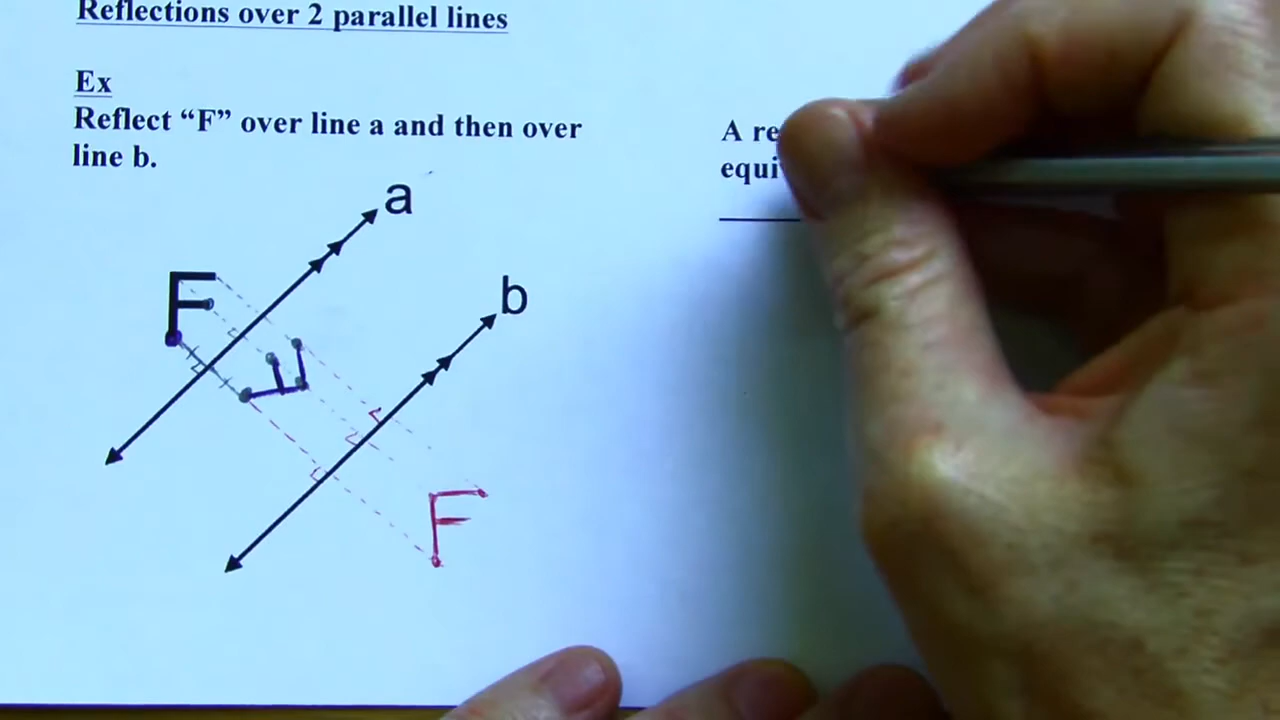 Reflections over 2 parallel lines
Ex
Reflect “F” over line a and then over
line b.
A
a
F
b
F
F